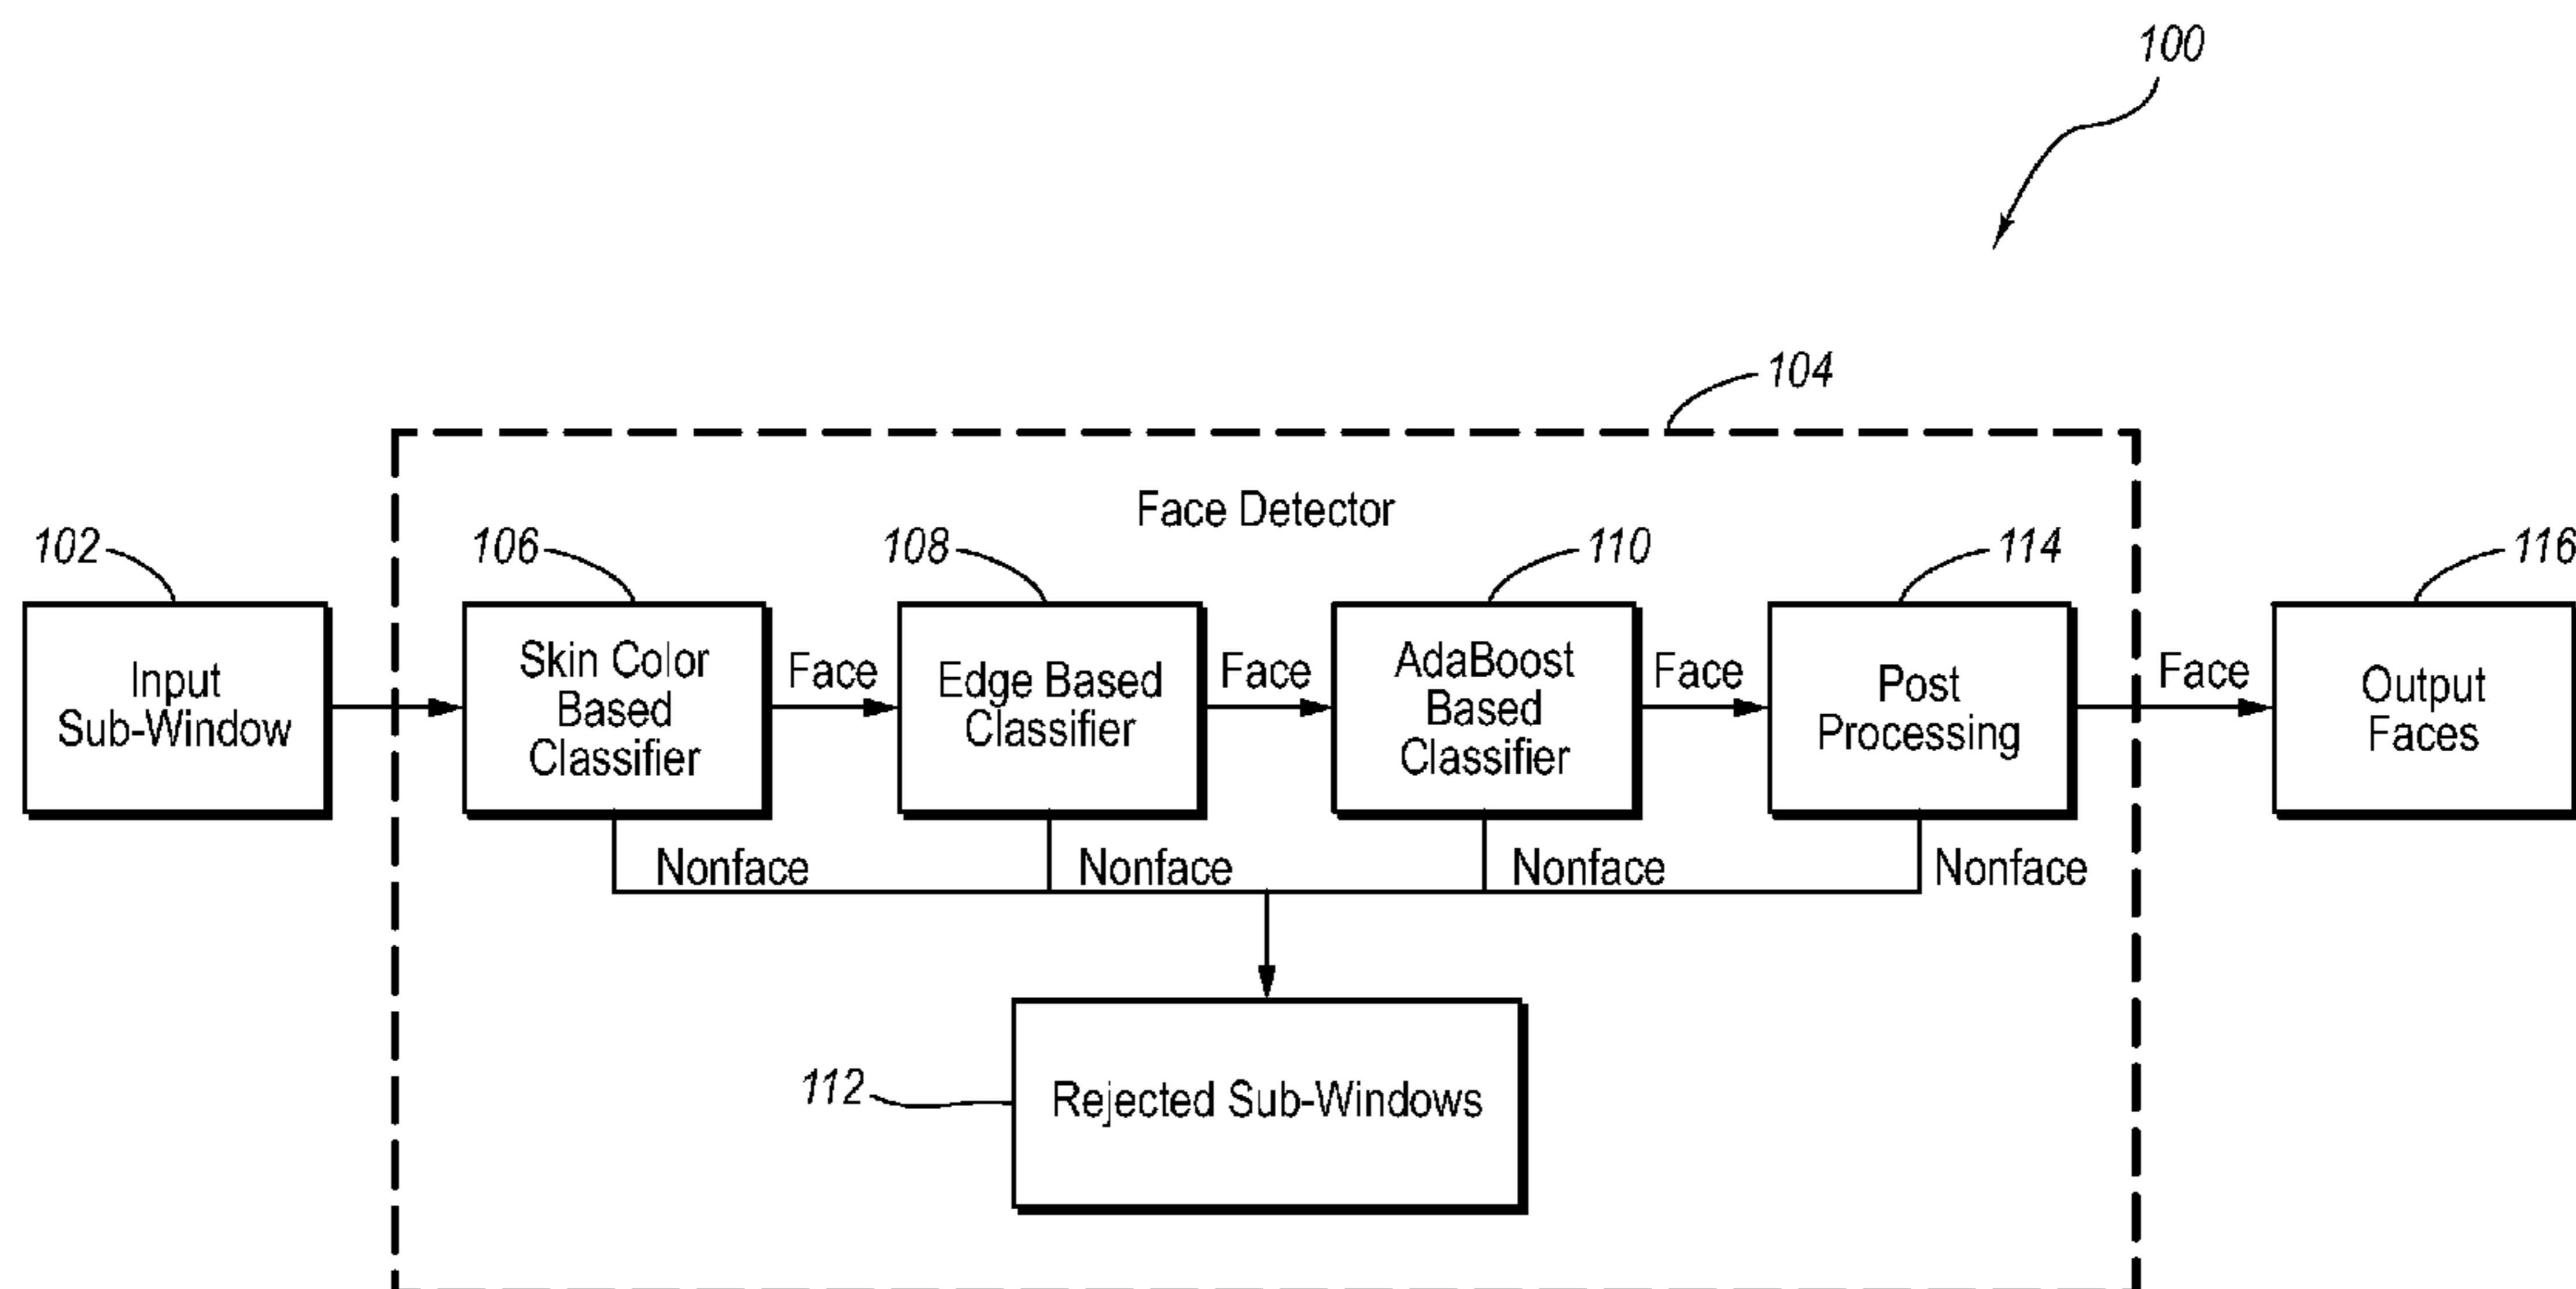 100
104
Face Detector
102
106
108
110
114
116
Input
Sub-Window
Skin Color
Based
Classifier
Face
Edge Based
Classifier
Face
AdaBoost
Based
Classifier
Face
Post
Processing
Face
Output
Faces
Nonface
Nonface
Nonface
Nonface
112
Rejected Sub-Windows